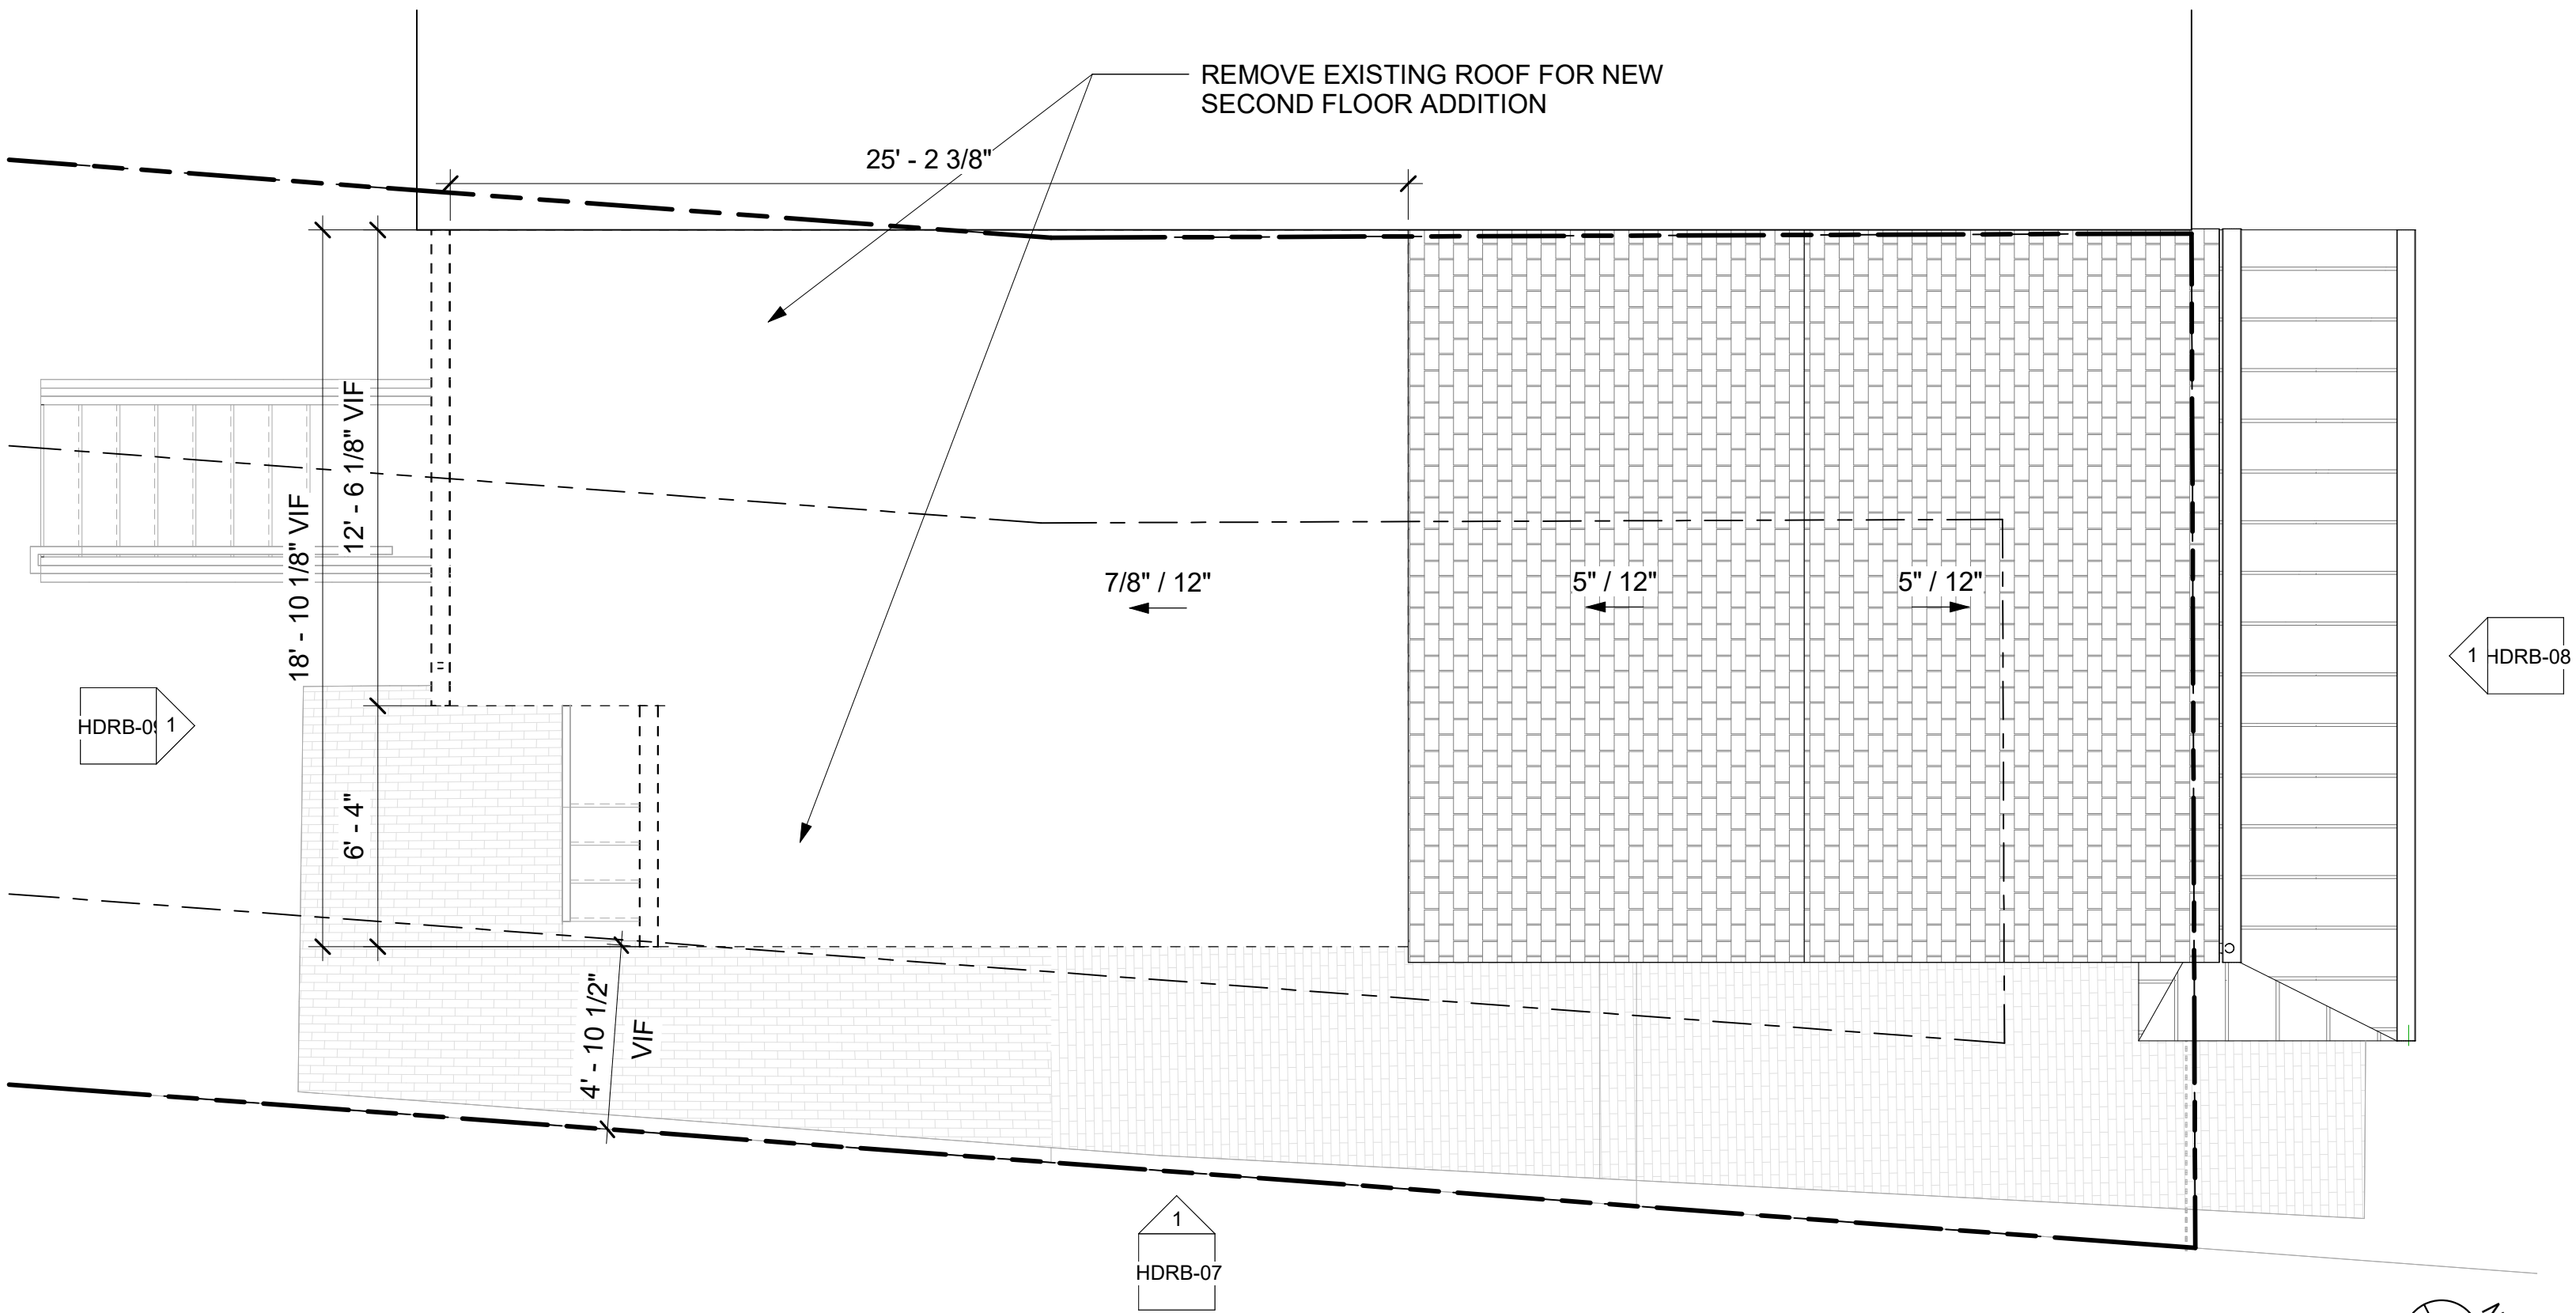 REMOVE EXISTING ROOF FOR NEW
SECOND FLOOR ADDITION
25' - 2 3/8"
18' - 10 1/8" VIF
12' - 6 1/8" VIF
7/8" / 12"
5" / 12"
5" / 12"
1
HDRB-08
HDRB-09
1
6' - 4"
4' - 10 1/2"
VIF
1
HDRB-07